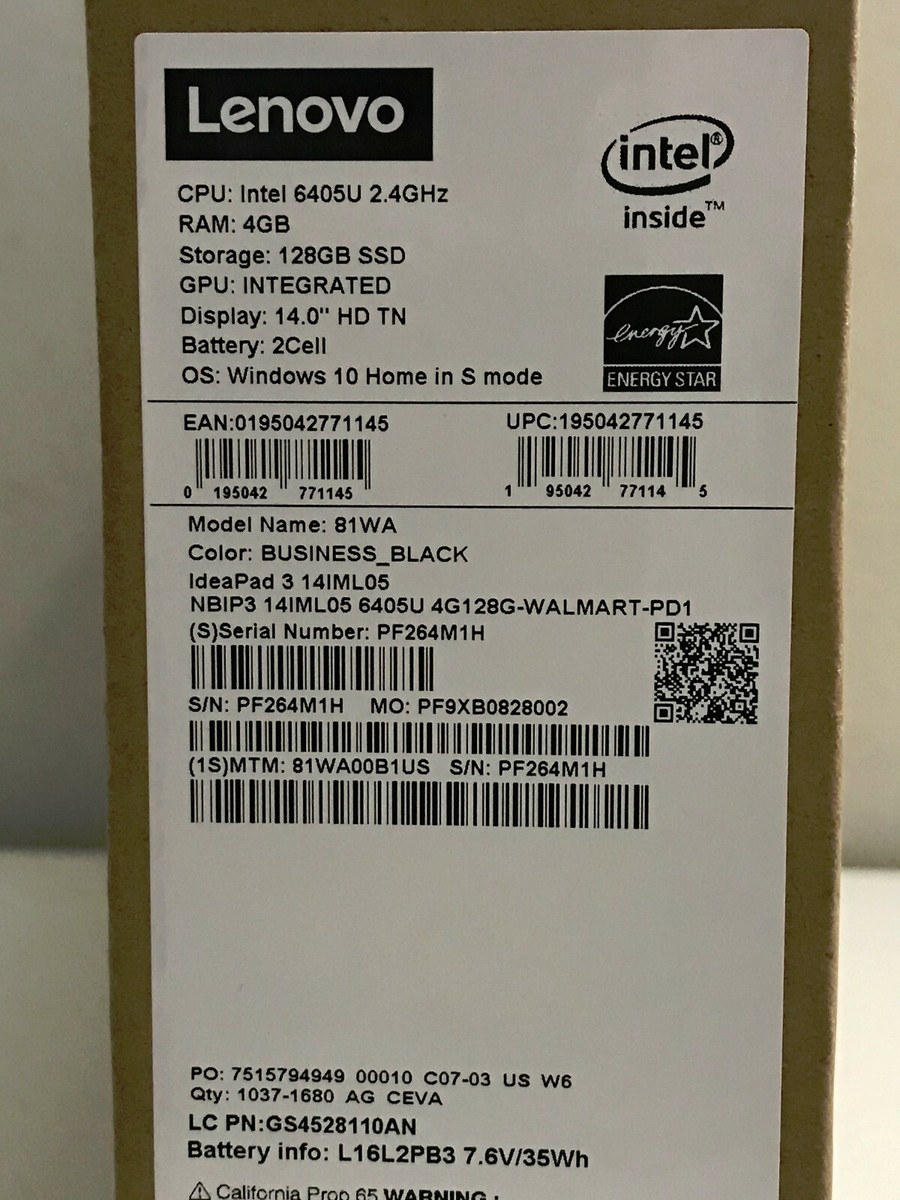 Lenovo
intel®
inside™
CPU: Intel 6405U 2.4GHz
RAM: 4GB
Storage: 128GB SSD
GPU: INTEGRATED
Display: 14.0" HD TN
Battery: 2Cell
OS: Windows 10 Home in S mode
energy
ENERGY STAR
EAN:0195042771145
0 195042 771145
UPC:195042771145
1 95042 77114 5
Model Name: 81WA
Color: BUSINESS_BLACK
IdeaPad 3 14IML05
NBIP3 14IML05 6405U 4G128G-WALMART-PD1
(S)Serial Number: PF264M1H
S/N: PF264M1H MO: PF9XB0828002
(1S)MTM: 81WA00B1US S/N: PF264M1H
PO: 7515794949 00010 C07-03 US W6
Qty: 1037-1680 AG CEVA
LC PN:GS4528110AN
Battery info: L16L2PB3 7.6V/35Wh
⚠ California Prop 65 WARNING :